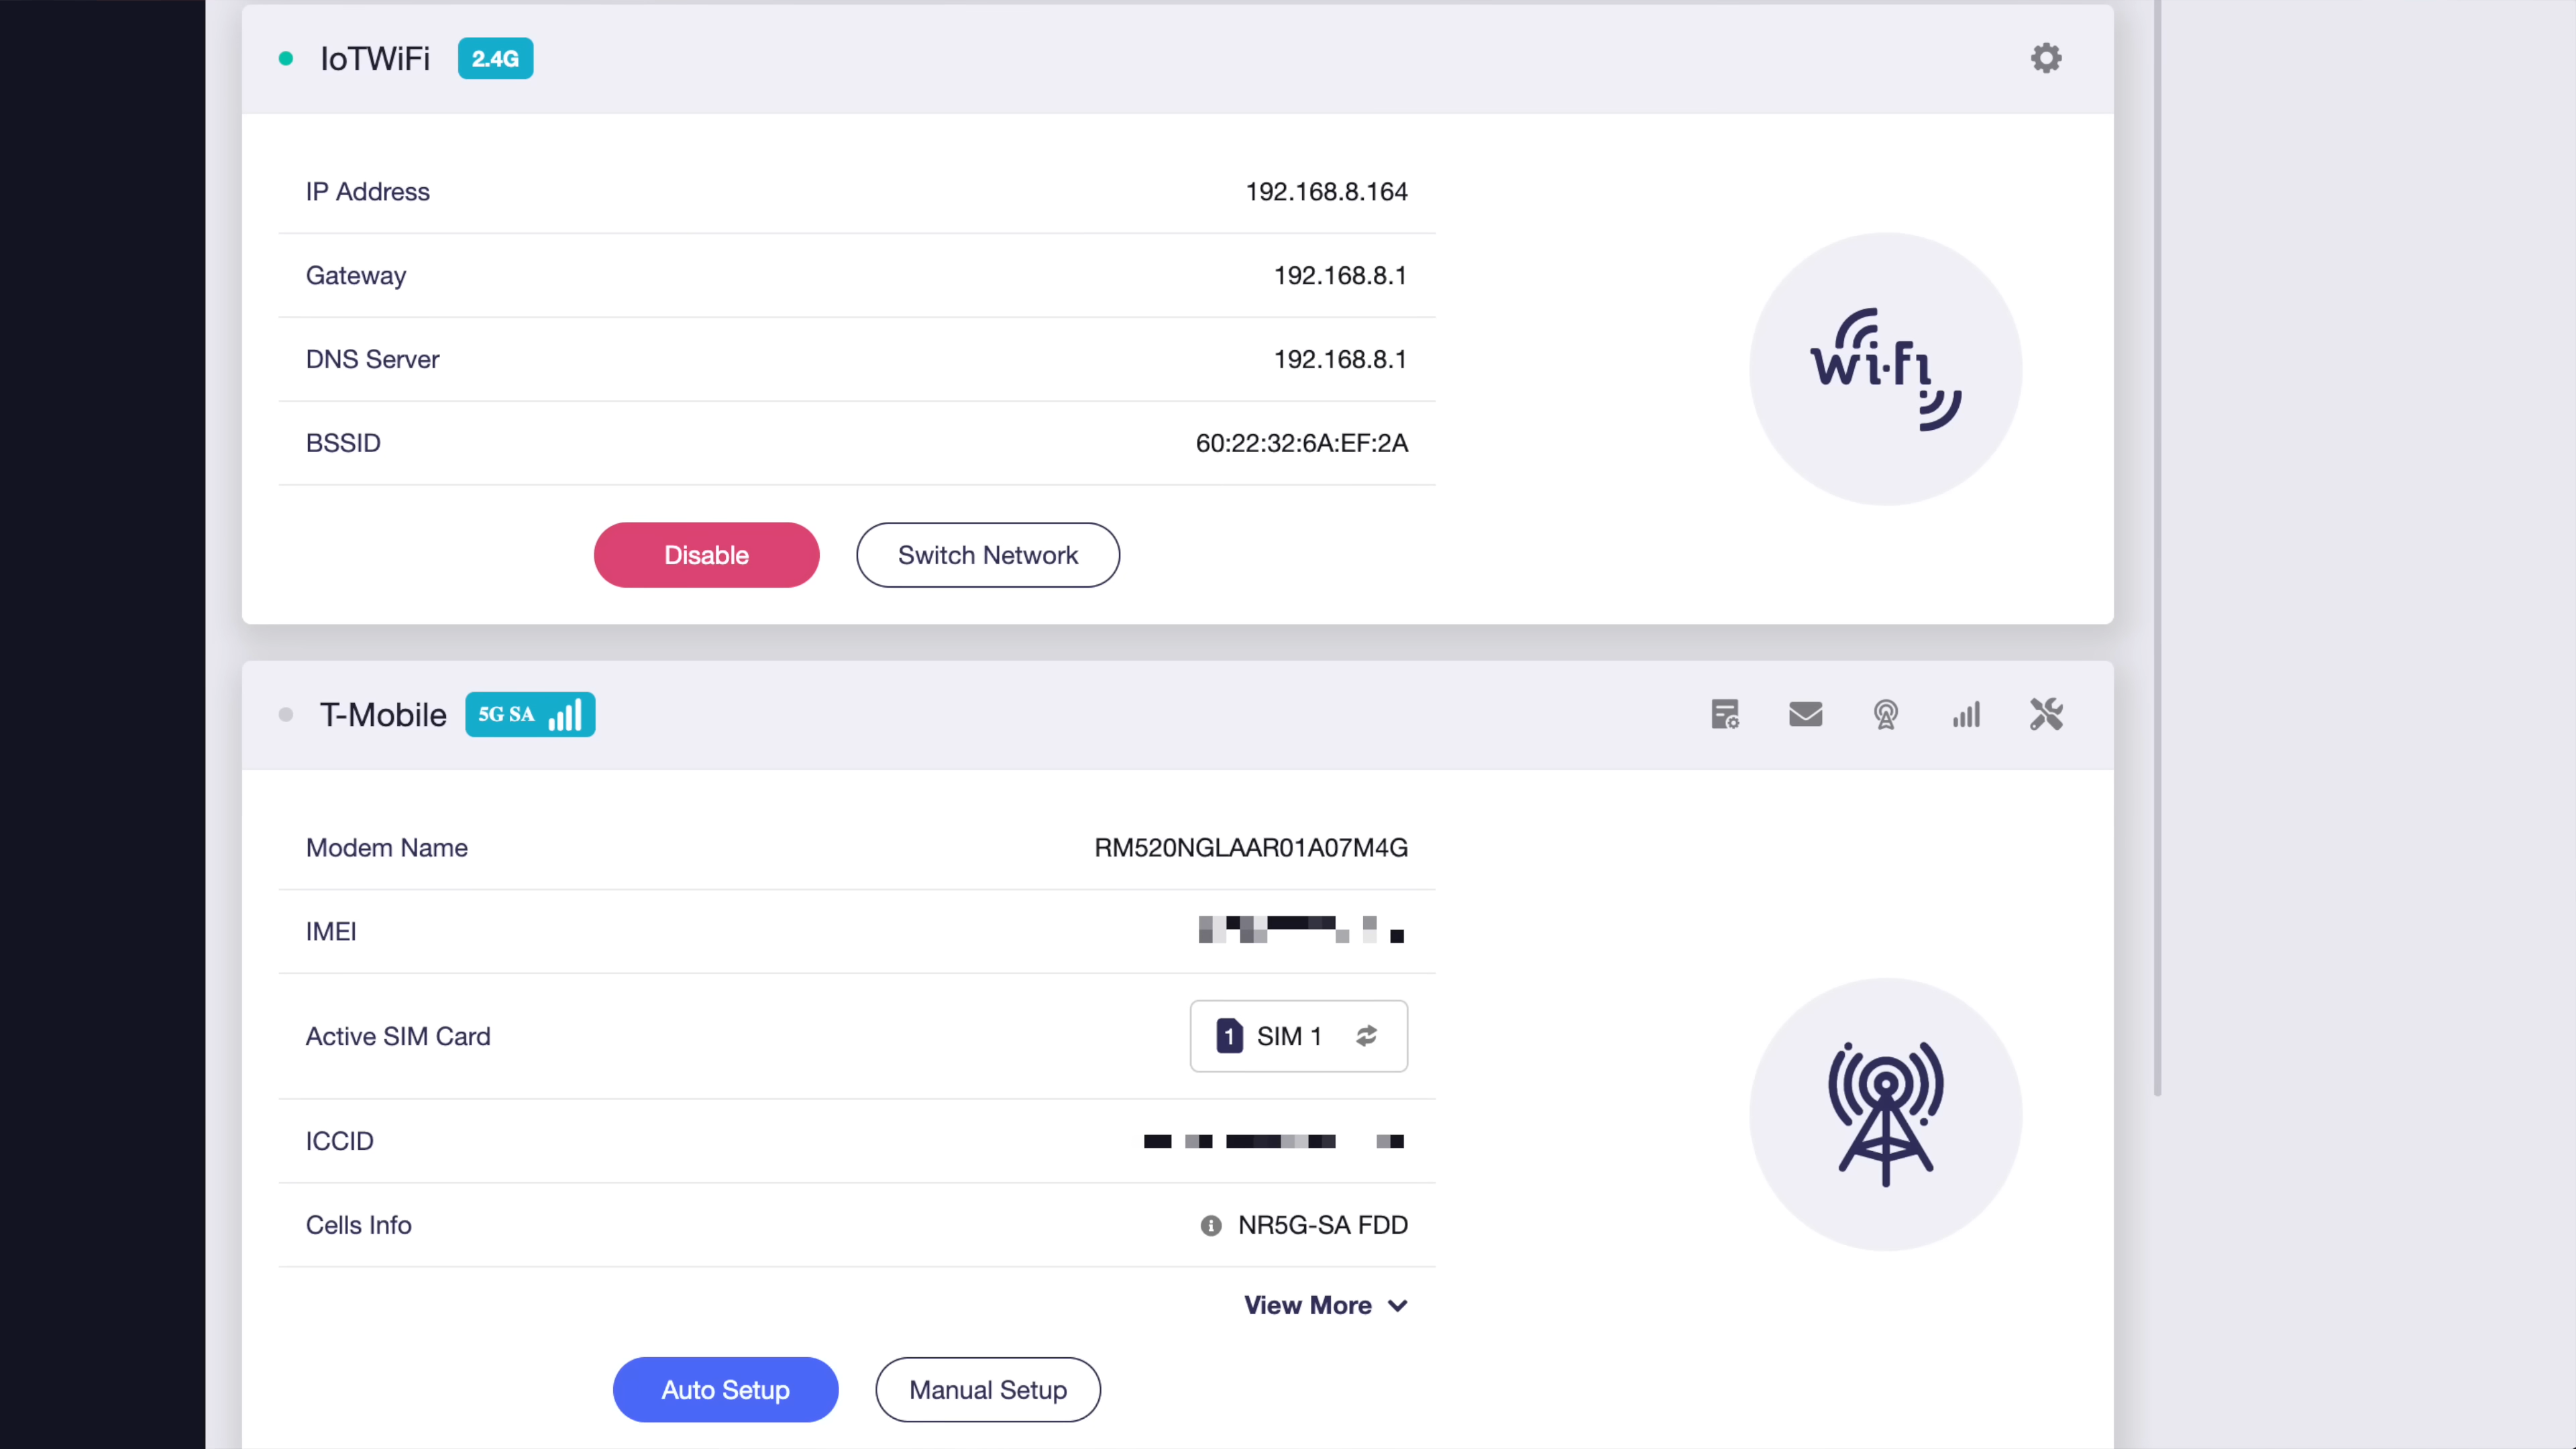 IoTWiFi 2.4G
IP Address 192.168.8.164
Gateway 192.168.8.1
DNS Server 192.168.8.1
BSSID 60:22:32:6A:EF:2A
Wi-Fi
Disable Switch Network
T-Mobile 5G SA
Modem Name RM520NGLAAR01A07M4G
IMEI
Active SIM Card 1 SIM 1
ICCID
Cells Info NR5G-SA FDD
View More
Auto Setup Manual Setup